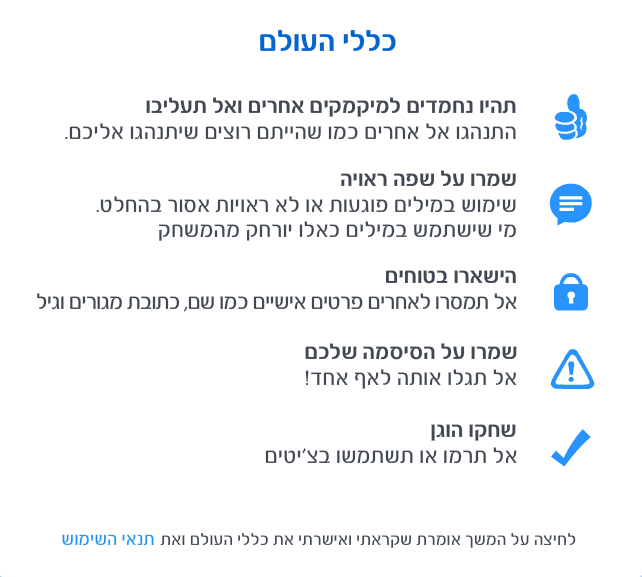 כללי העולם
תהיו נחמדים למיקמקים אחרים ואל תעליבו
התנהגו אל אחרים כמו שהייתם רוצים שיתנהגו אליכם.
שמרו על שפה ראויה
שימוש במילים פוגעות או לא ראויות אסור בהחלט.
מי שישתמש במילים כאלו יורחק מהמשחק
הישארו בטוחים
אל תמסרו לאחרים פרטים אישיים כמו שם, כתובת מגורים וגיל
שמרו על הסיסמה שלכם
אל תגלו אותה לאף אחד!
שחקו הוגן
אל תרמו או תשתמשו בצ'יטים
לחיצה על המשך אומרת שקראתי ואישרתי את כללי העולם ואת תנאי השימוש